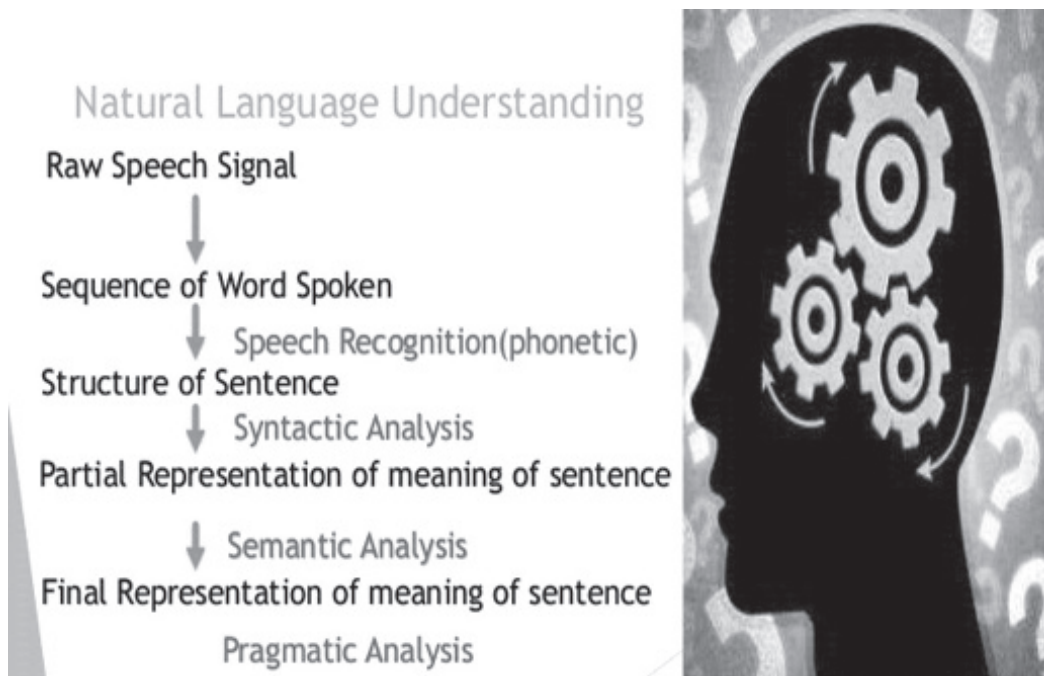 Natural Language Understanding
Raw Speech Signal
Sequence of Word Spoken
Speech Recognition(phonetic)
Structure of Sentence
Syntactic Analysis
Partial Representation of meaning of sentence
Semantic Analysis
Final Representation of meaning of sentence
Pragmatic Analysis